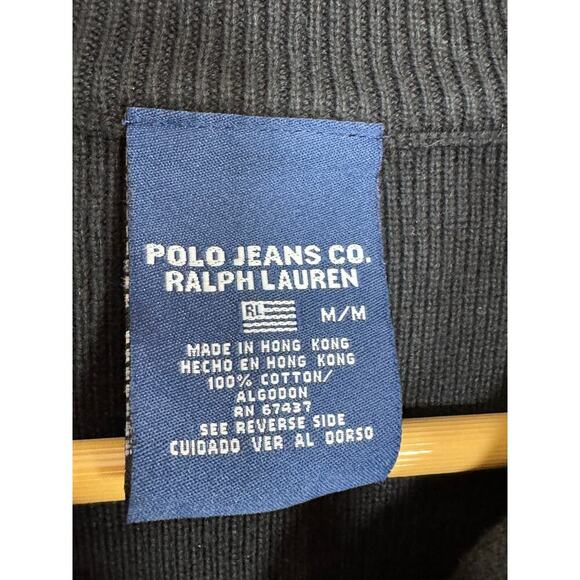 POLO JEANS CO.
RALPH LAUREN
RL M/M
MADE IN HONG KONG
HECHO EN HONG KONG
100% COTTON/
ALGODON
RN 67437
SEE REVERSE SIDE
CUIDADO VER AL DORSO